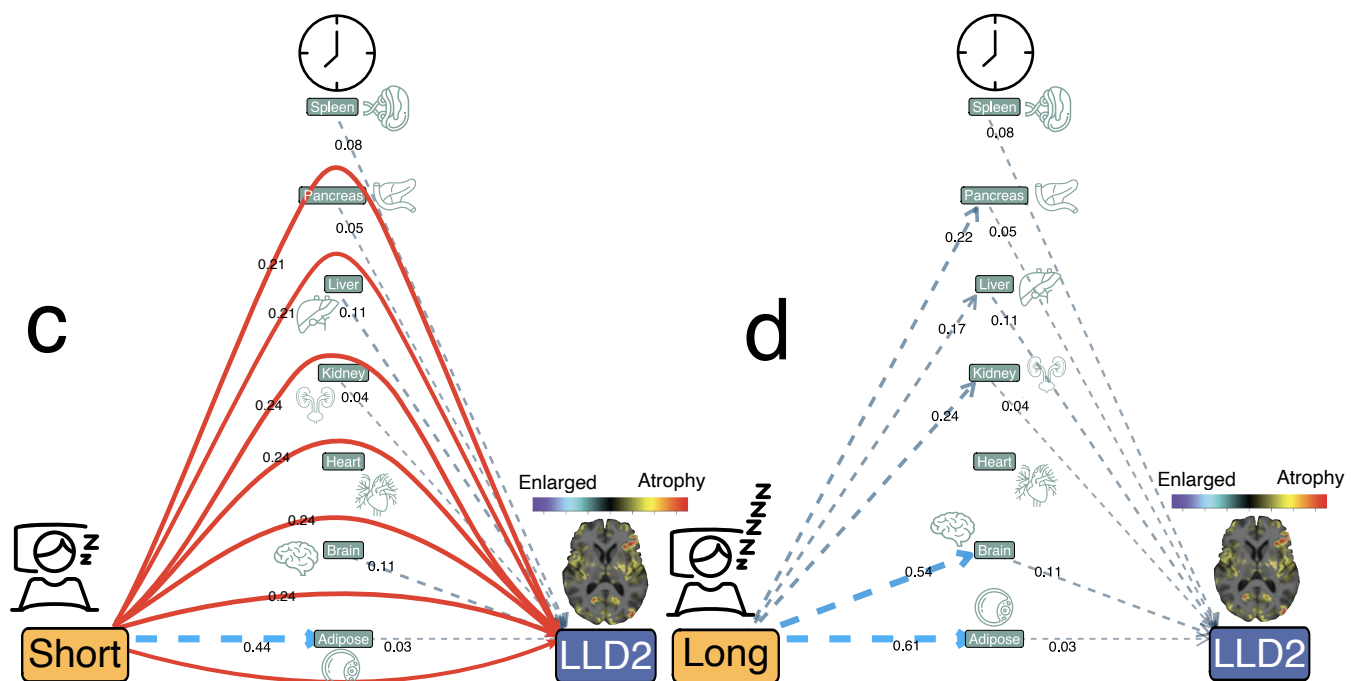 c
Spleen
0.08
Pancreas
0.05
0.21
Liver
0.21
0.11
Kidney
0.04
0.24
Heart
0.24
Enlarged Atrophy
0.24
Brain
0.11
0.24
Short
0.44
Adipose
0.03
LLD2
z
z
d
Spleen
0.08
Pancreas
0.22
0.05
Liver
0.17
0.11
Kidney
0.24
0.04
Heart
Enlarged Atrophy
Brain
0.54
0.11
Long
0.61
Adipose
0.03
LLD2
z
z
z
z
z
z